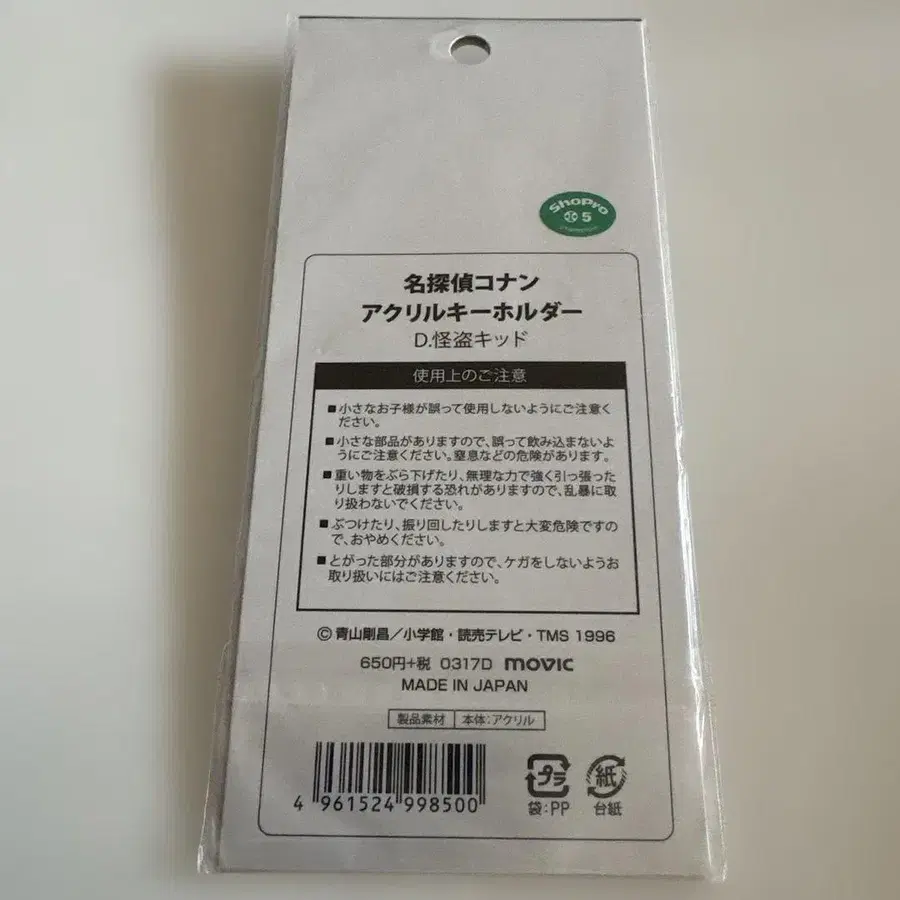 Shopro
5
名探偵コナン
アクリルキーホルダー
D.怪盗キッド
使用上のご注意
■小さなお子様が誤って使用しないようにご注意く
ださい。
■小さな部品がありますので、誤って飲み込まないよ
うにご注意ください。窒息などの危険があります。
■重い物をぶら下げたり、無理な力で強く引っ張った
りしますと破損する恐れがありますので、乱暴に取
り扱わないでください。
■ぶつけたり、振り回したりしますと大変危険ですの
で、おやめください。
■とがった部分がありますので、ケガをしないようお
取り扱いにはご注意ください。
©青山剛昌/小学館・読売テレビ・TMS 1996
650円+税 0317D movic
MADE IN JAPAN
製品素材 本体:アクリル
4 961524 998500
プラ
袋:PP
紙
台紙